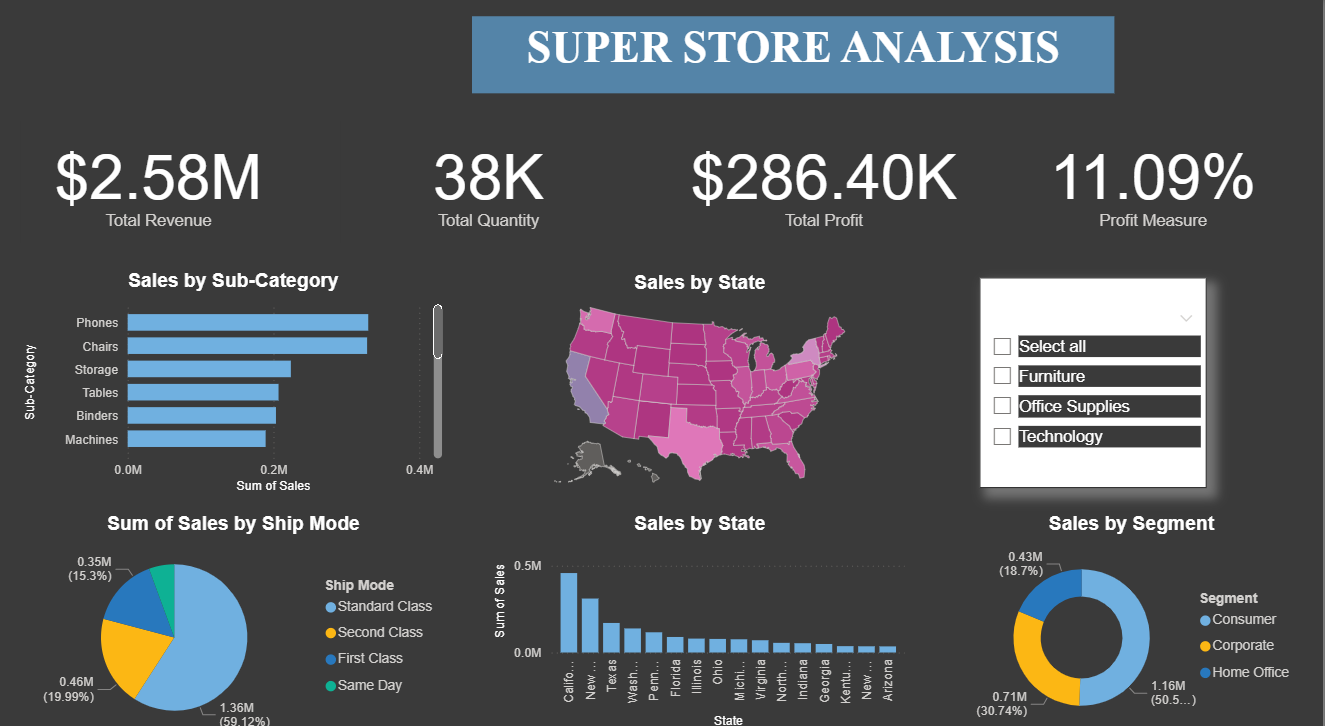 SUPER STORE ANALYSIS
$2.58M
Total Revenue
38K
Total Quantity
$286.40K
Total Profit
11.09%
Profit Measure
Sales by Sub-Category
Sub-Category
Phones
Chairs
Storage
Tables
Binders
Machines
0.0M
0.2M
0.4M
Sum of Sales
Sales by State
Select all
Furniture
Office Supplies
Technology
Sum of Sales by Ship Mode
0.35M
(15.3%)
0.46M
(19.99%)
1.36M
(59.12%)
Ship Mode
Standard Class
Second Class
First Class
Same Day
Sales by State
Sum of Sales
0.5M
0.0M
Califo...
New ...
Texas
Wash...
Penn...
Florida
Illinois
Ohio
Michi...
Virginia
North...
Indiana
Georgia
Kentu...
New ...
Arizona
State
Sales by Segment
0.43M
(18.7%)
0.71M
(30.74%)
1.16M
(50.5...)
Segment
Consumer
Corporate
Home Office